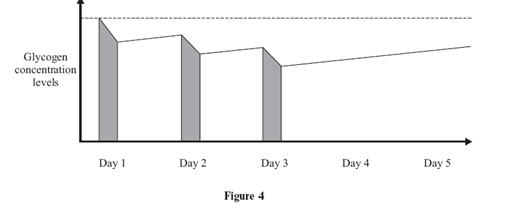 Glycogen
concentration
levels
Day 1 Day 2 Day 3 Day 4 Day 5
Figure 4